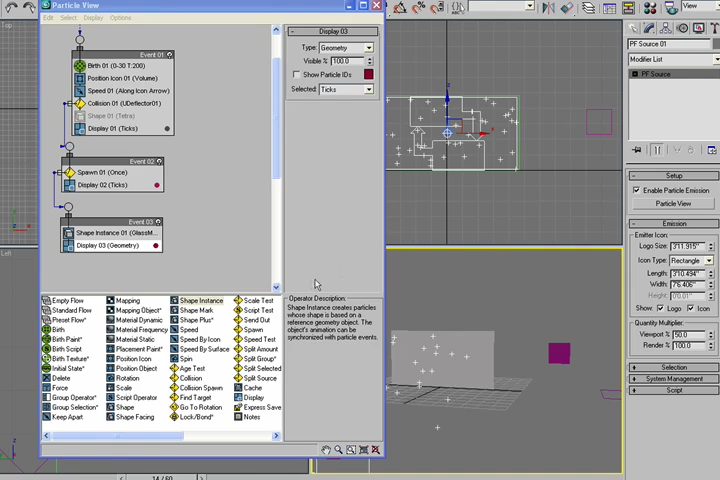 Particle View
Edit Select Display Options
Event 01
Birth 01 (0-30 T:200)
Position Icon 01 (Volume)
Speed 01 (Along Icon Arrow)
Collision 01 (UDeflector01)
Shape 01 (Tetra)
Display 01 (Ticks)
Event 02
Spawn 01 (Once)
Display 02 (Ticks)
Event 03
Shape Instance 01 (GlassM...
Display 03 (Geometry)
Display 03
Type: Geometry
Visible % 100.0
Show Particle IDs
Selected: Ticks
Empty Flow
Standard Flow
Preset Flow*
Birth
Birth Paint*
Birth Script
Birth Texture*
Initial State*
Delete
Force
Group Operator*
Group Selection*
Keep Apart
Mapping
Mapping Object*
Material Dynamic
Material Frequency
Material Static
Placement Paint*
Position Icon
Position Object
Rotation
Scale
Script Operator
Shape
Shape Facing
Shape Instance
Shape Mark
Shape Plus*
Speed
Speed By Icon
Speed By Surface
Spin
Age Test
Collision
Collision Spawn
Find Target
Go To Rotation
Lock/Bond*
Scale Test
Script Test
Send Out
Spawn
Speed Test
Split Amount
Split Group*
Split Selected
Split Source
Cache
Display
Express Save
Notes
Operator Description:
Shape Instance creates particles
whose shape is based on a
reference geometry object. The
object's animation can be
synchronized with particle events.
Top
Left
z
x
View
PF Source 01
Modifier List
PF Source
Setup
Enable Particle Emission
Particle View
Emission
Emitter Icon:
Logo Size: 3'11.915"
Icon Type: Rectangle
Length: 3'10.494"
Width: 7'6.406"
Height: 0'0.01"
Show: Logo Icon
Quantity Multiplier:
Viewport % 50.0
Render % 100.0
Selection
System Management
Script
14 / 60